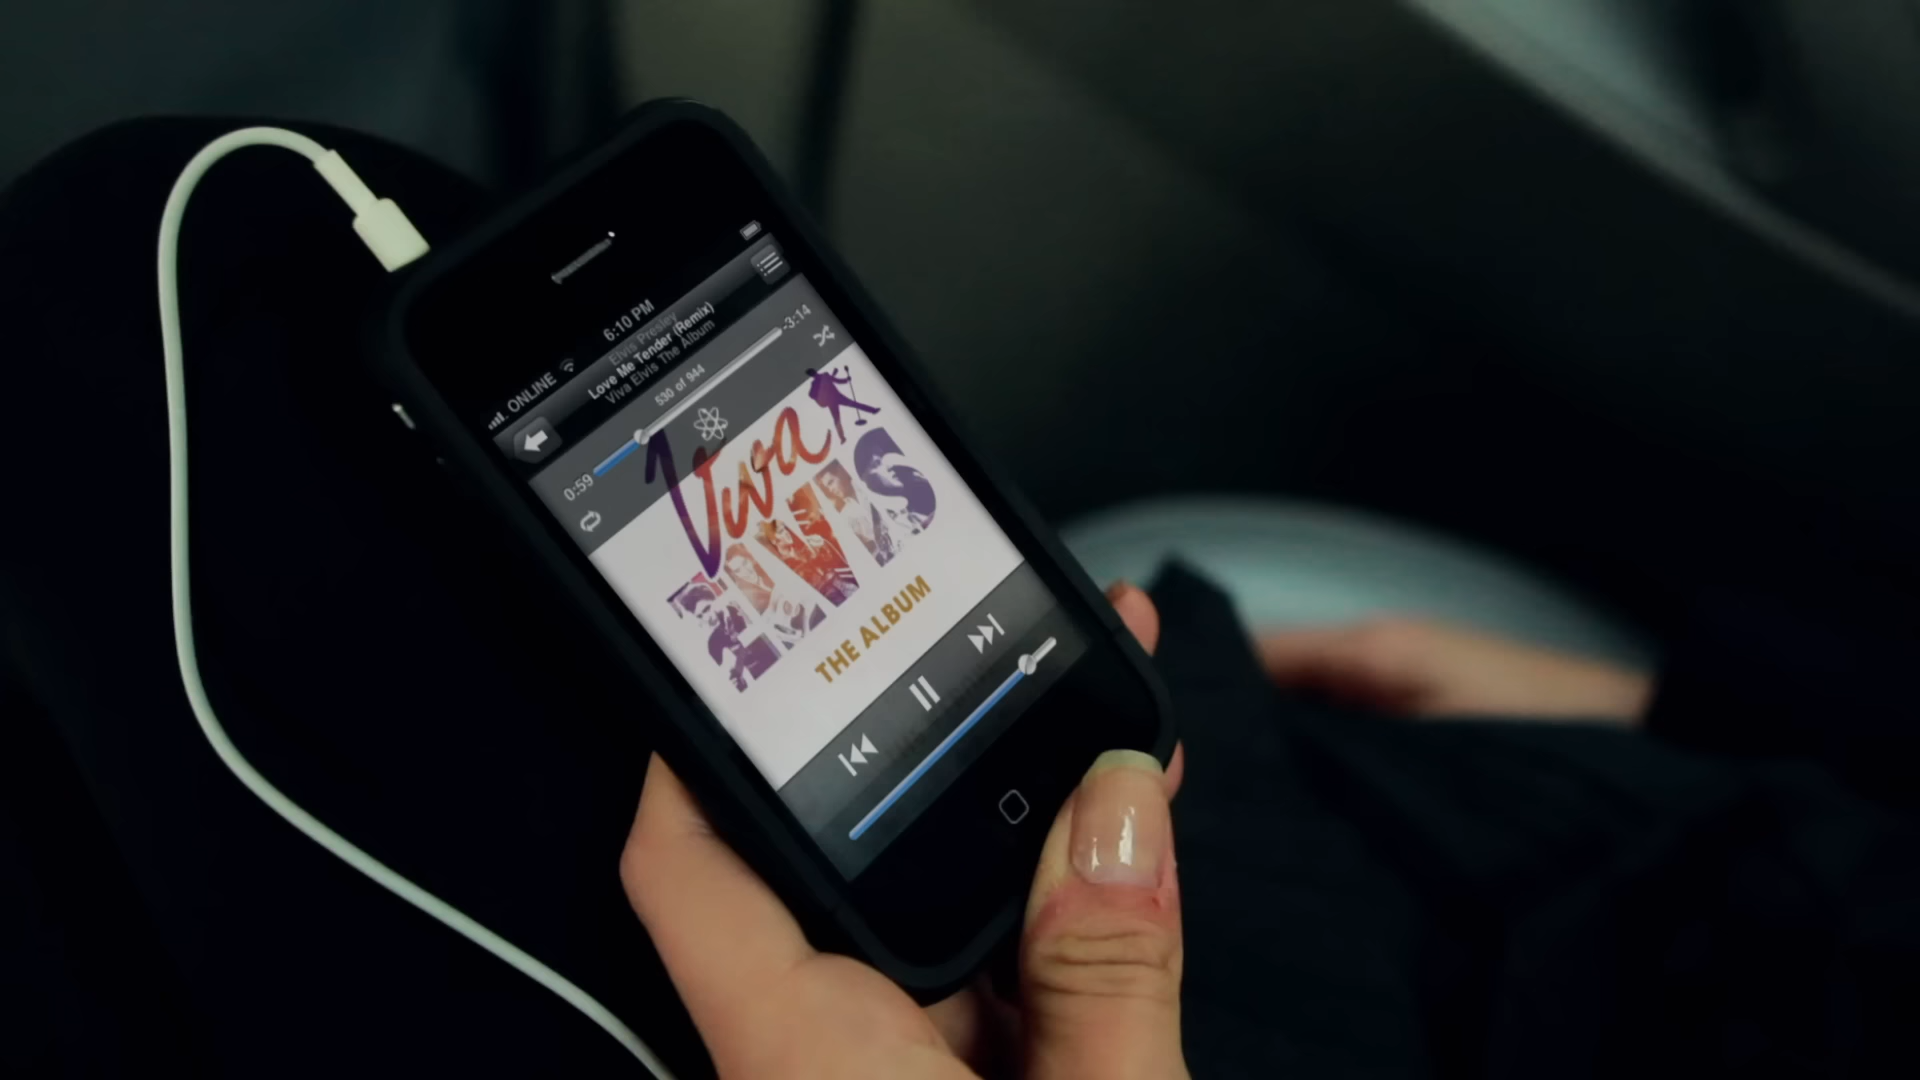 ONLINE 6:10 PM
Elvis Presley
Love Me Tender (Remix)
Viva Elvis The Album
530 of 944
0:59 -3:14
Viva
ELVIS
THE ALBUM